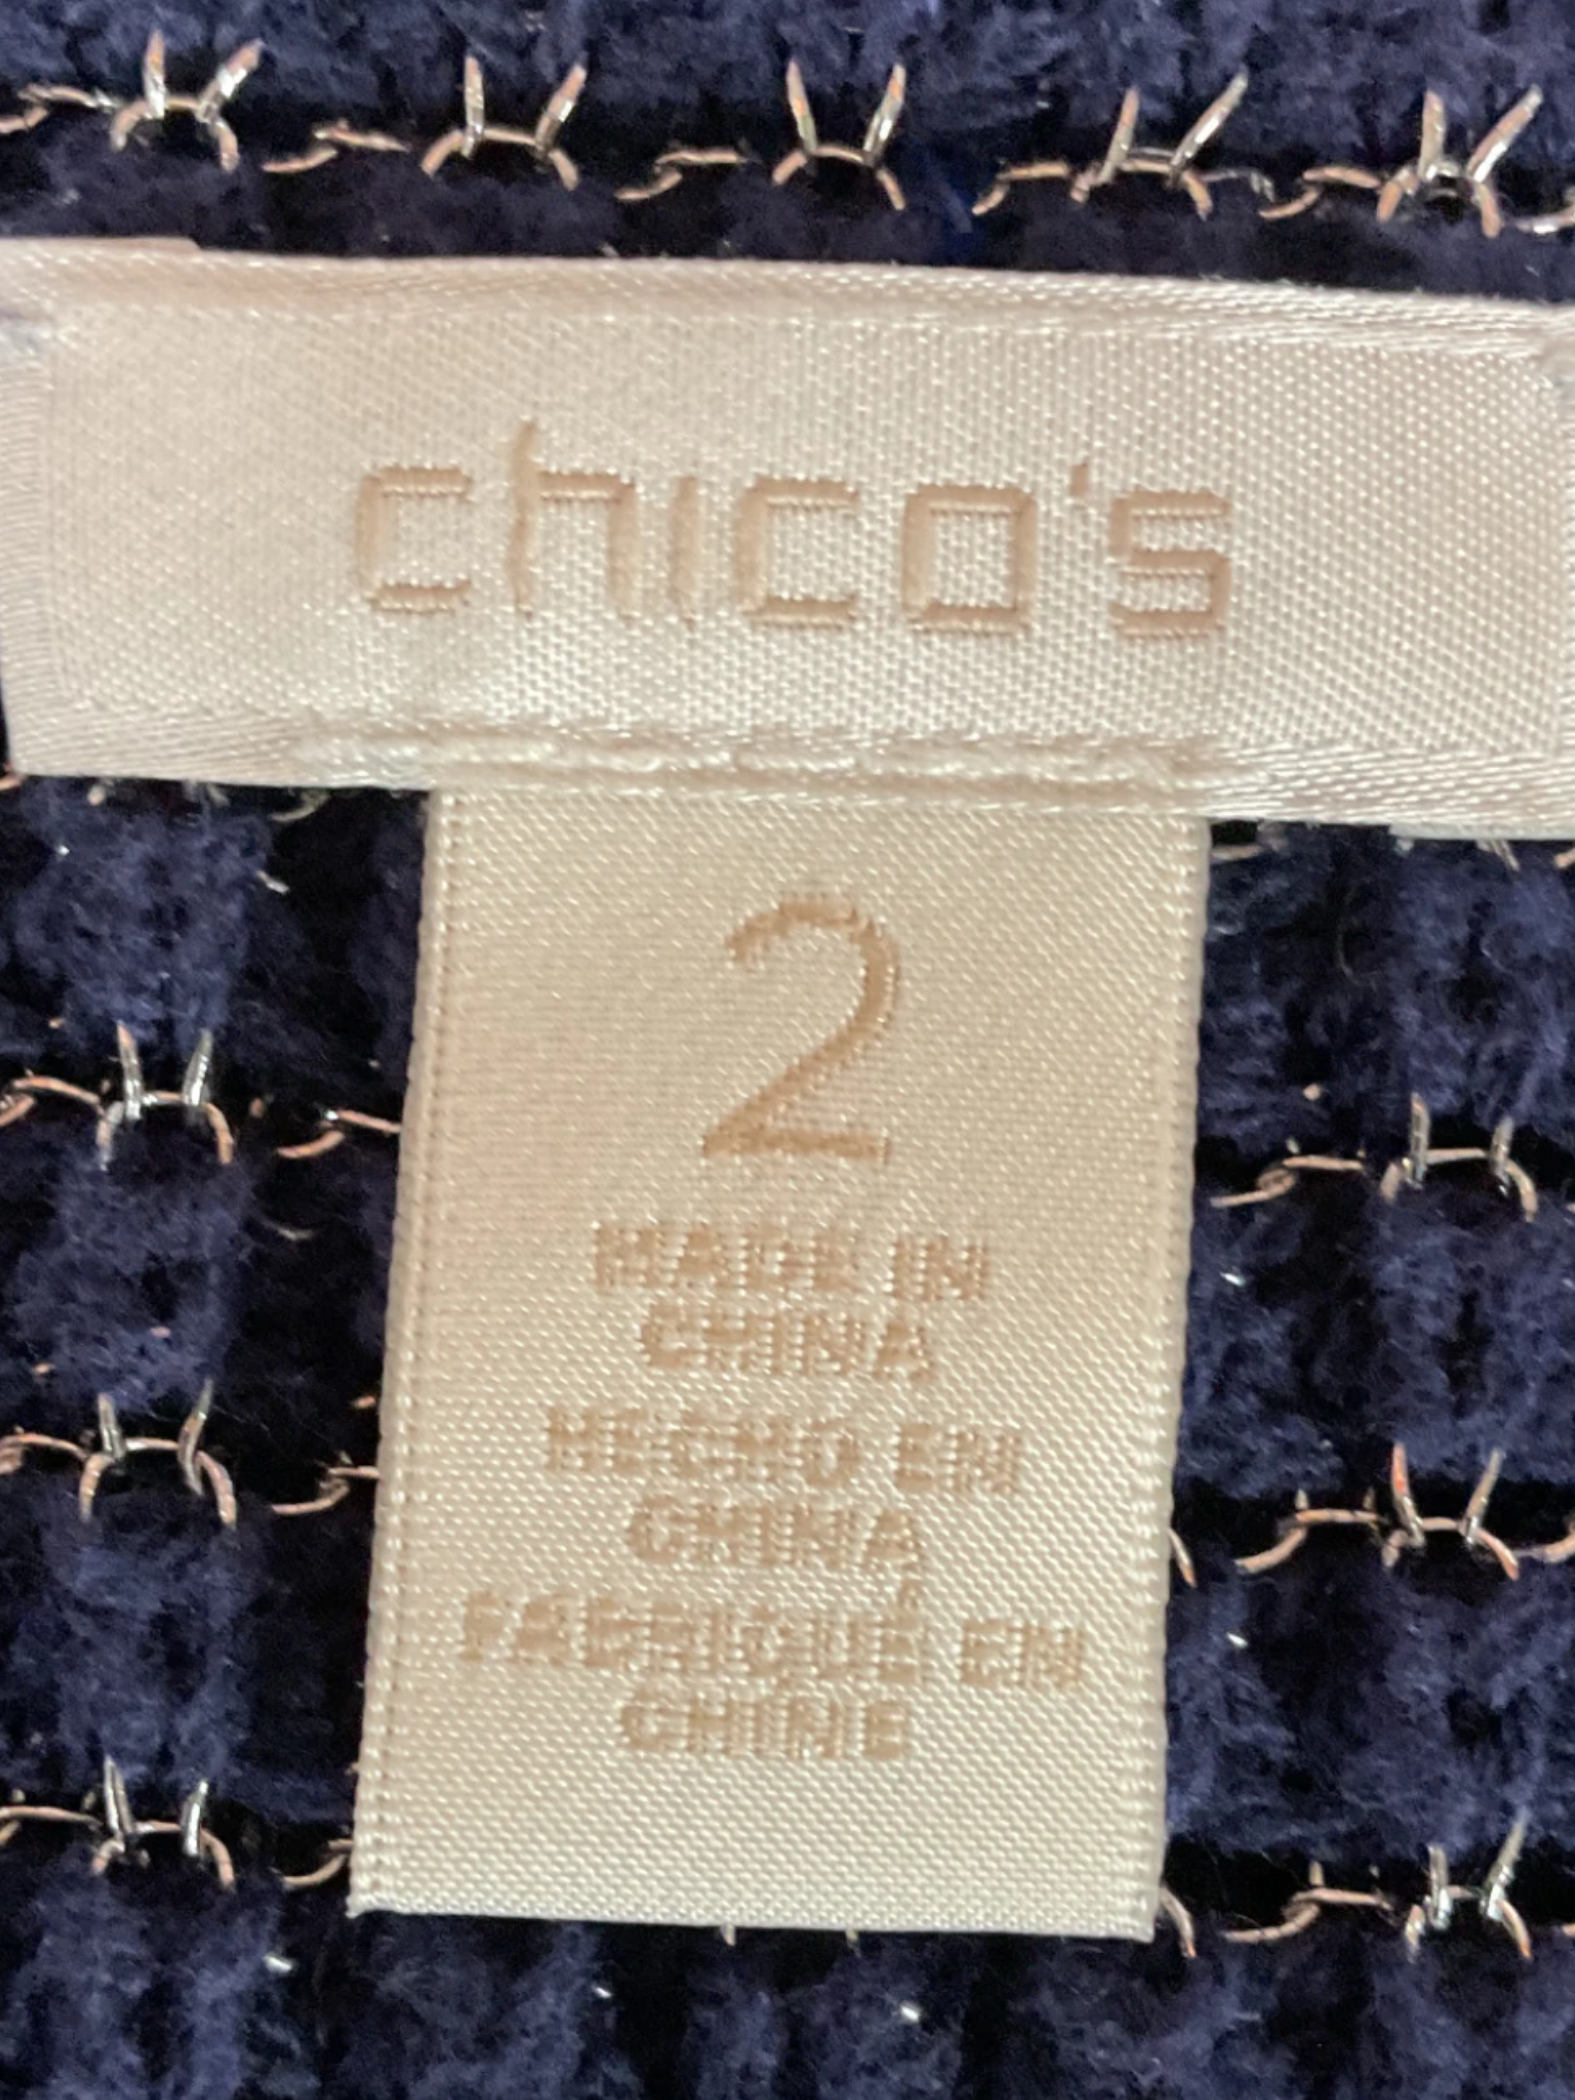 chico's
2
MADE IN
CHINA
HECHO EN
CHINA
FABRIQUÉ EN
CHINE